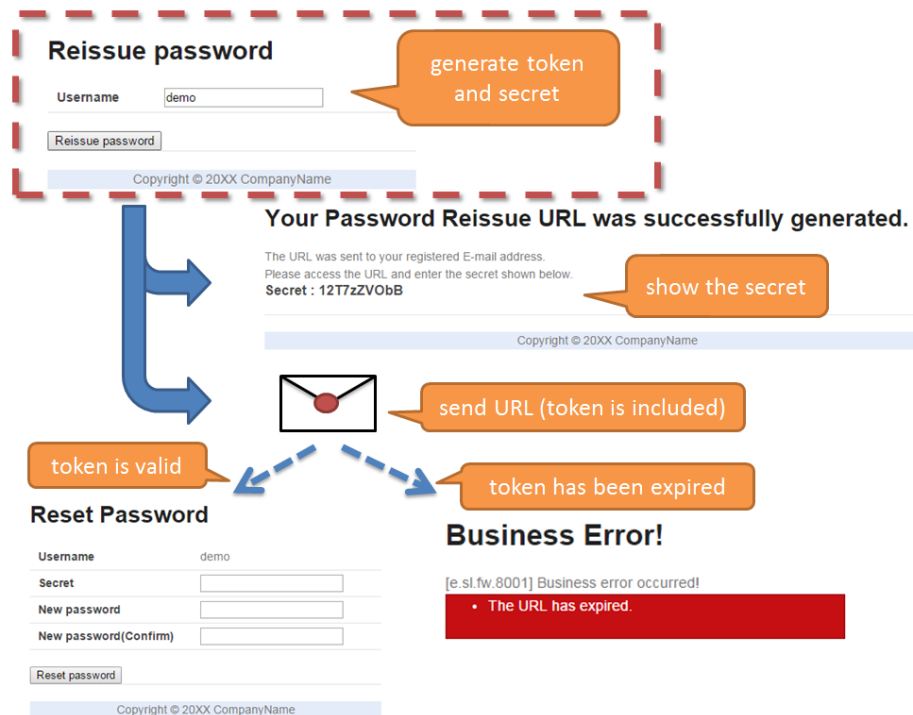 Reissue password
generate token
and secret
Username demo
Reissue password
Copyright © 20XX CompanyName
Your Password Reissue URL was successfully generated.
The URL was sent to your registered E-mail address.
Please access the URL and enter the secret shown below.
Secret : 12T7zZVObB
show the secret
Copyright © 20XX CompanyName
send URL (token is included)
token is valid
token has been expired
Reset Password
Username demo
Secret
New password
New password(Confirm)
Reset password
Copyright © 20XX CompanyName
Business Error!
[e.sl.fw.8001] Business error occurred!
• The URL has expired.